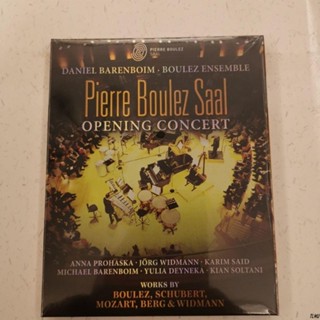 PIERRE BOULEZ
SAAL
DANIEL BARENBOIM · BOULEZ ENSEMBLE
Pierre Boulez Saal
OPENING CONCERT
ANNA PROHASKA · JÖRG WIDMANN · KARIM SAID
MICHAEL BARENBOIM · YULIA DEYNEKA · KIAN SOLTANI
WORKS BY
BOULEZ, SCHUBERT,
MOZART, BERG & WIDMANN